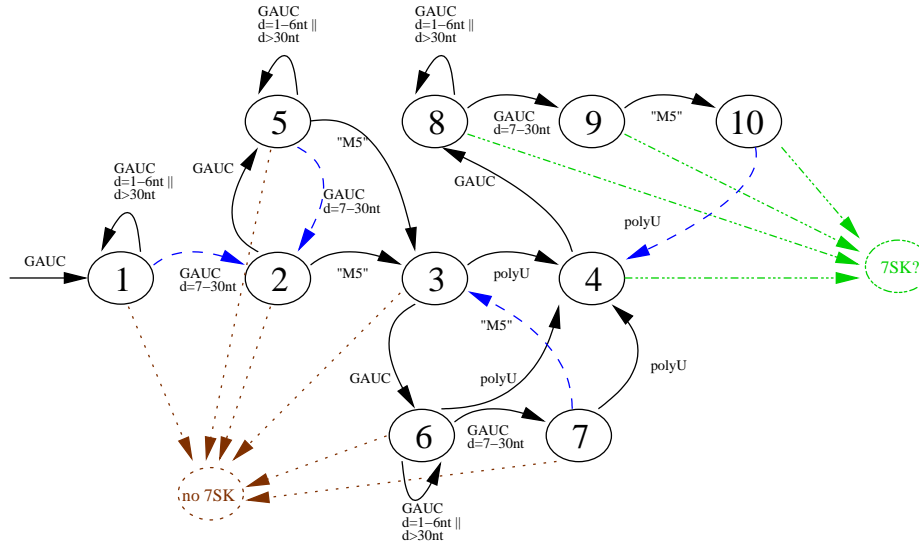 GAUC
d=1−6nt ||
d>30nt
GAUC
d=1−6nt ||
d>30nt
5
8
GAUC
d=7−30nt
9
"M5"
10
"M5"
GAUC
d=1−6nt ||
d>30nt
GAUC
GAUC
GAUC
d=7−30nt
polyU
GAUC
1
GAUC
d=7−30nt
2
"M5"
3
polyU
4
7SK?
"M5"
GAUC
polyU
polyU
6
GAUC
d=7−30nt
7
no 7SK
GAUC
d=1−6nt ||
d>30nt